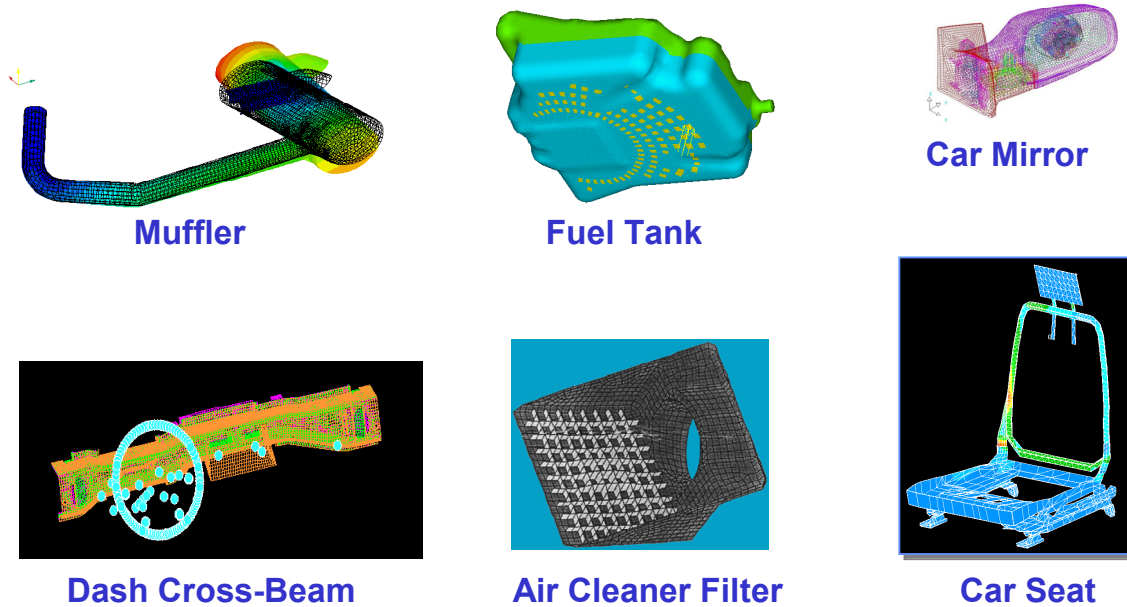 Muffler
Fuel Tank
Car Mirror
Dash Cross-Beam
Air Cleaner Filter
Car Seat